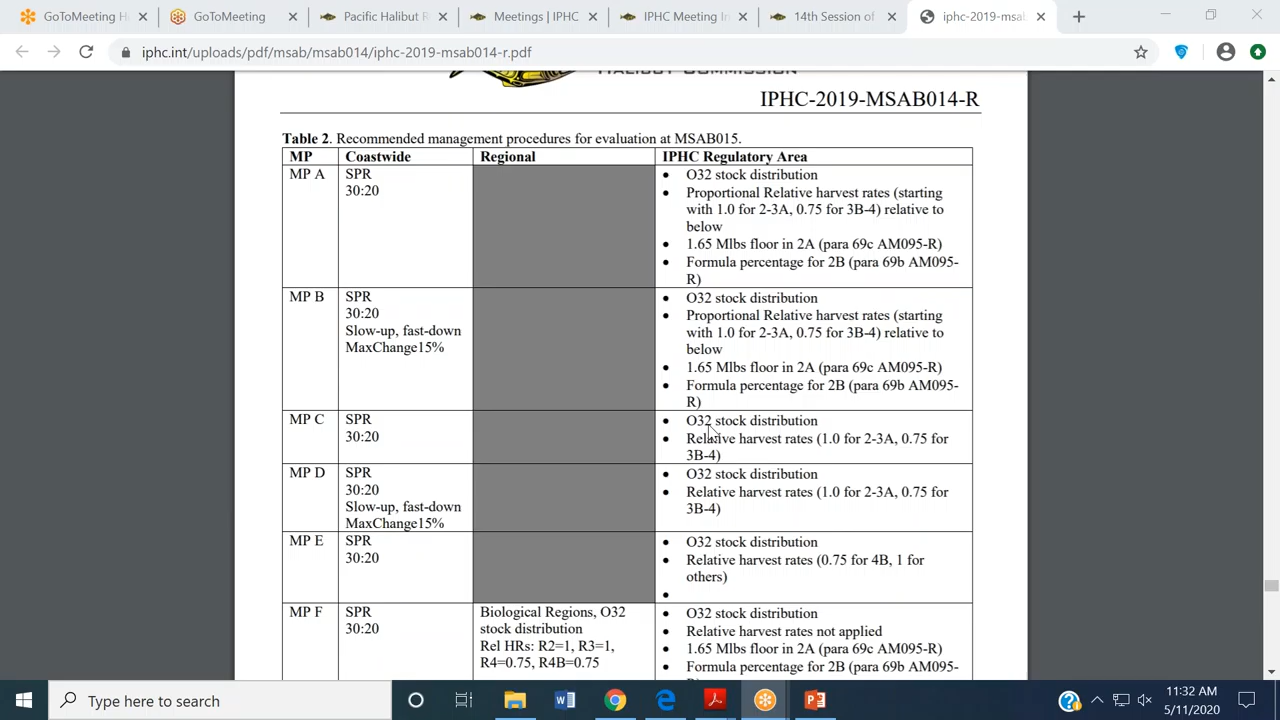 GoToMeeting H
GoToMeeting
Pacific Halibut R
Meetings | IPHC
IPHC Meeting In
14th Session of
iphc-2019-msab
iphc.int/uploads/pdf/msab/msab014/iphc-2019-msab014-r.pdf
HALIBUT COMMISSION
IPHC-2019-MSAB014-R
Table 2. Recommended management procedures for evaluation at MSAB015.
MP Coastwide Regional IPHC Regulatory Area
MP A SPR • O32 stock distribution
30:20 • Proportional Relative harvest rates (starting
with 1.0 for 2-3A, 0.75 for 3B-4) relative to
below
• 1.65 Mlbs floor in 2A (para 69c AM095-R)
• Formula percentage for 2B (para 69b AM095-
R)
MP B SPR • O32 stock distribution
30:20 • Proportional Relative harvest rates (starting
Slow-up, fast-down with 1.0 for 2-3A, 0.75 for 3B-4) relative to
MaxChange15% below
• 1.65 Mlbs floor in 2A (para 69c AM095-R)
• Formula percentage for 2B (para 69b AM095-
R)
MP C SPR • O32 stock distribution
30:20 • Relative harvest rates (1.0 for 2-3A, 0.75 for
3B-4)
MP D SPR • O32 stock distribution
30:20 • Relative harvest rates (1.0 for 2-3A, 0.75 for
Slow-up, fast-down 3B-4)
MaxChange15%
MP E SPR • O32 stock distribution
30:20 • Relative harvest rates (0.75 for 4B, 1 for
others)
•
MP F SPR Biological Regions, O32 • O32 stock distribution
30:20 stock distribution • Relative harvest rates not applied
Rel HRs: R2=1, R3=1, • 1.65 Mlbs floor in 2A (para 69c AM095-R)
R4=0.75, R4B=0.75 • Formula percentage for 2B (para 69b AM095-
Type here to search
11:32 AM
5/11/2020